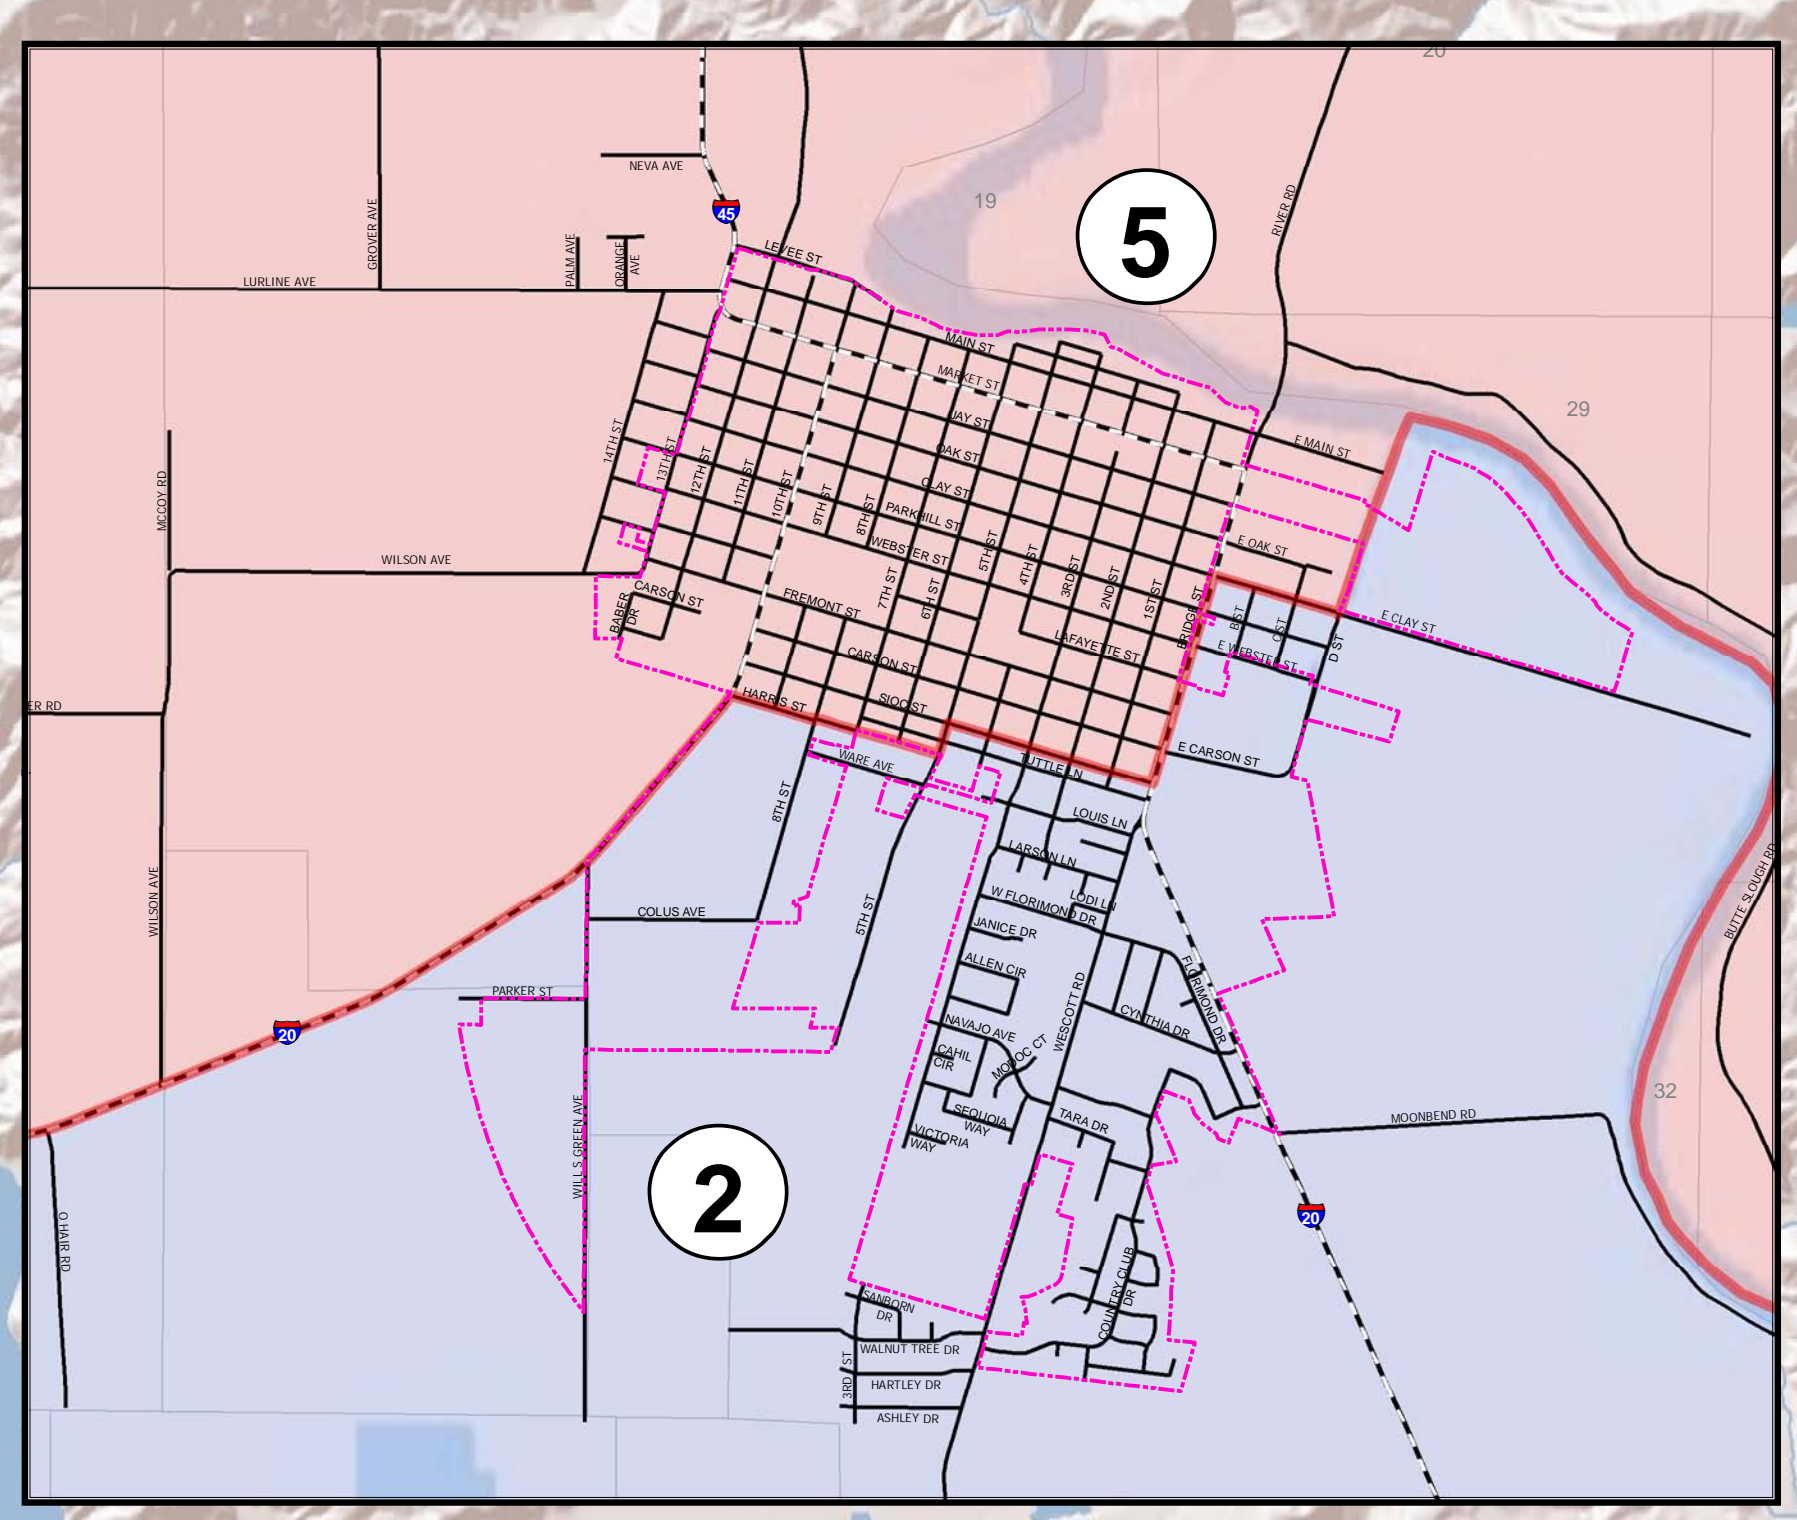 20
NEVA AVE
19
5
45
RIVER RD
GROVER AVE
PALM AVE
ORANGE
AVE
LEVEE ST
LURLINE AVE
MAIN ST
MARKET ST
29
JAY ST
E MAIN ST
14TH ST
13TH ST
12TH ST
11TH ST
10TH ST
9TH ST
8TH ST
OAK ST
CLAY ST
PARKHILL ST
WEBSTER ST
MCCOY RD
5TH ST
4TH ST
3RD ST
2ND ST
1ST ST
E OAK ST
WILSON AVE
7TH ST
6TH ST
CARSON ST
BABER
DR
FREMONT ST
BRIDGE ST
B ST
C ST
D ST
E CLAY ST
LAFAYETTE ST
CARSON ST
E WEBSTER ST
HARRIS ST
SIOC ST
ER RD
WARE AVE
TUTTLE LN
E CARSON ST
8TH ST
LOUIS LN
LARSON LN
WILSON AVE
COLUS AVE
5TH ST
W FLORIMOND DR
LODI LN
JANICE DR
BUTTE SLOUGH RD
ALLEN CIR
FLORIMOND DR
PARKER ST
WESCOTT RD
CYNTHIA DR
20
NAVAJO AVE
CAHIL
CIR
MODOC CT
32
WILL S GREEN AVE
SEQUOIA
WAY
TARA DR
MOONBEND RD
VICTORIA
WAY
2
20
O HAIR RD
COUNTRY CLUB
DR
SANBORN
DR
WALNUT TREE DR
3RD ST
HARTLEY DR
ASHLEY DR